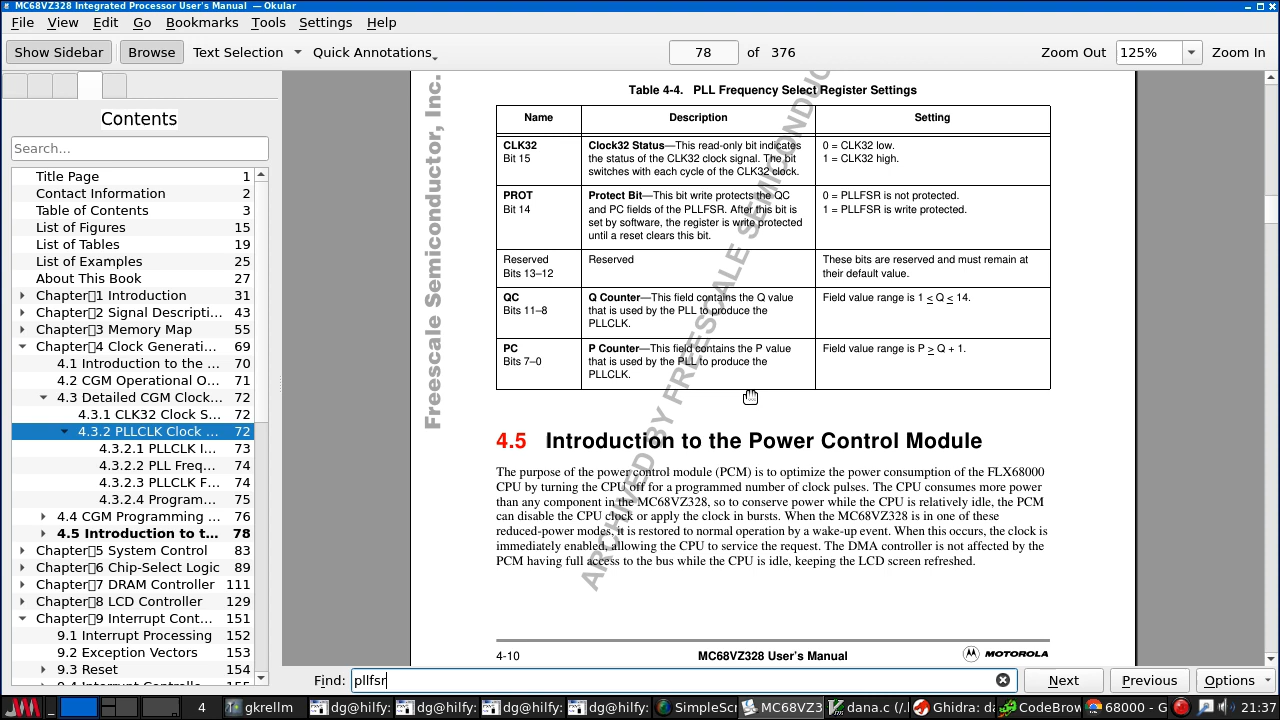 MC68VZ328 Integrated Processor User's Manual — Okular
File View Edit Go Bookmarks Tools Settings Help
Show Sidebar Browse Text Selection Quick Annotations 78 of 376 Zoom Out 125% Zoom In
Contents
Search...
Title Page 1
Contact Information 2
Table of Contents 3
List of Figures 15
List of Tables 19
List of Examples 25
About This Book 27
Chapter 1 Introduction 31
Chapter 2 Signal Descripti... 43
Chapter 3 Memory Map 55
Chapter 4 Clock Generati... 69
4.1 Introduction to the ... 70
4.2 CGM Operational O... 71
4.3 Detailed CGM Clock... 72
4.3.1 CLK32 Clock S... 72
4.3.2 PLLCLK Clock ... 72
4.3.2.1 PLLCLK I... 73
4.3.2.2 PLL Freq... 74
4.3.2.3 PLLCLK F... 74
4.3.2.4 Program... 75
4.4 CGM Programming ... 76
4.5 Introduction to t... 78
Chapter 5 System Control 83
Chapter 6 Chip-Select Logic 89
Chapter 7 DRAM Controller 111
Chapter 8 LCD Controller 129
Chapter 9 Interrupt Cont... 151
9.1 Interrupt Processing 152
9.2 Exception Vectors 153
9.3 Reset 154
9.4 Interrupt Controlle... 155
Freescale Semiconductor, Inc.
ARCHIVED BY FREESCALE SEMICONDUC
Table 4-4. PLL Frequency Select Register Settings
Name Description Setting
CLK32 Clock32 Status—This read-only bit indicates 0 = CLK32 low.
Bit 15 the status of the CLK32 clock signal. The bit 1 = CLK32 high.
switches with each cycle of the CLK32 clock.
PROT Protect Bit—This bit write protects the QC 0 = PLLFSR is not protected.
Bit 14 and PC fields of the PLLFSR. After this bit is 1 = PLLFSR is write protected.
set by software, the register is write protected
until a reset clears this bit.
Reserved Reserved These bits are reserved and must remain at
Bits 13–12 their default value.
QC Q Counter—This field contains the Q value Field value range is 1 ≤ Q ≤ 14.
Bits 11–8 that is used by the PLL to produce the
PLLCLK.
PC P Counter—This field contains the P value Field value range is P ≥ Q + 1.
Bits 7–0 that is used by the PLL to produce the
PLLCLK.
4.5 Introduction to the Power Control Module
The purpose of the power control module (PCM) is to optimize the power consumption of the FLX68000
CPU by turning the CPU off for a programmed number of clock pulses. The CPU consumes more power
than any component in the MC68VZ328, so to conserve power while the CPU is relatively idle, the PCM
can disable the CPU clock or apply the clock in bursts. When the MC68VZ328 is in one of these
reduced-power modes, it is restored to normal operation by a wake-up event. When this occurs, the clock is
immediately enabled, allowing the CPU to service the request. The DMA controller is not affected by the
PCM having full access to the bus while the CPU is idle, keeping the LCD screen refreshed.
4-10 MC68VZ328 User's Manual MOTOROLA
Find: pllfsr Next Previous Options
4 gkrellm dg@hilfy: dg@hilfy: dg@hilfy: dg@hilfy: SimpleScr MC68VZ3 dana.c (/. Ghidra: da CodeBrow 68000 - G 21:37